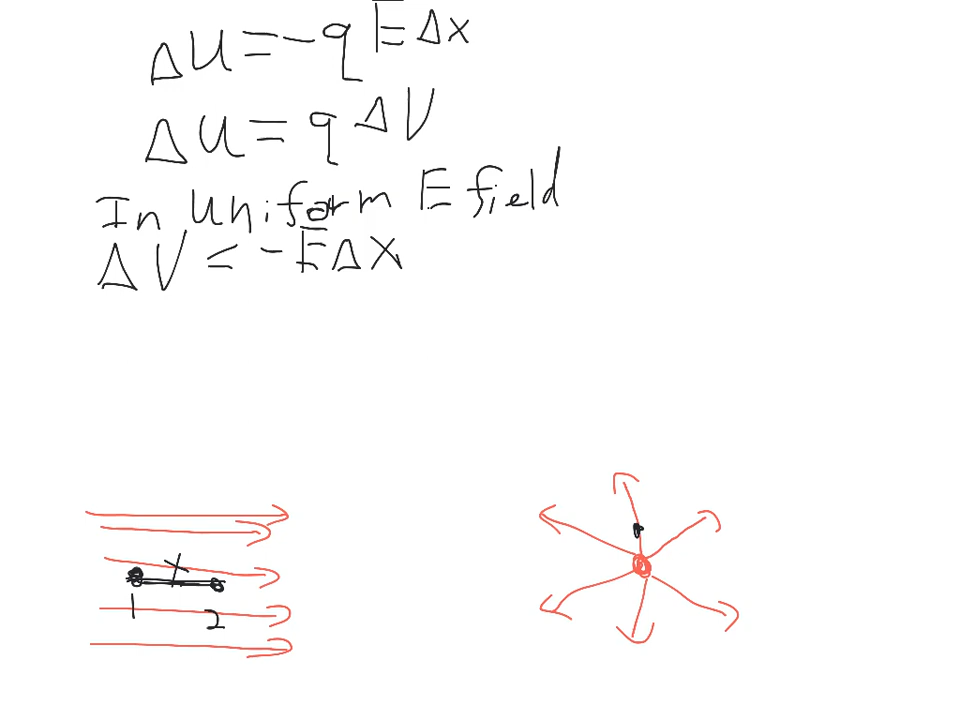 ΔU = -qEΔx
ΔU = qΔV
In Uniform E field
ΔV = -EΔX
x
1 2